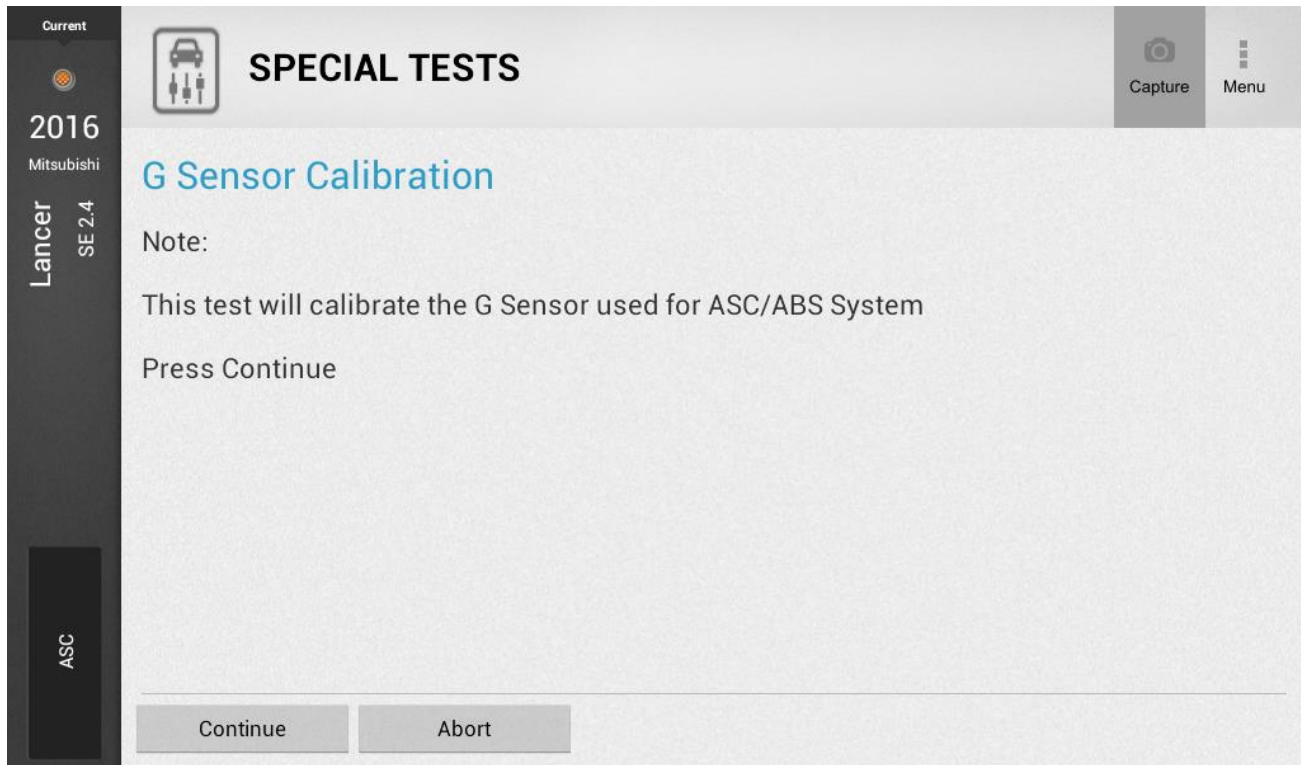 Current
2016
Mitsubishi
Lancer
SE 2.4
ASC
SPECIAL TESTS
Capture
Menu
G Sensor Calibration
Note:
This test will calibrate the G Sensor used for ASC/ABS System
Press Continue
Continue
Abort